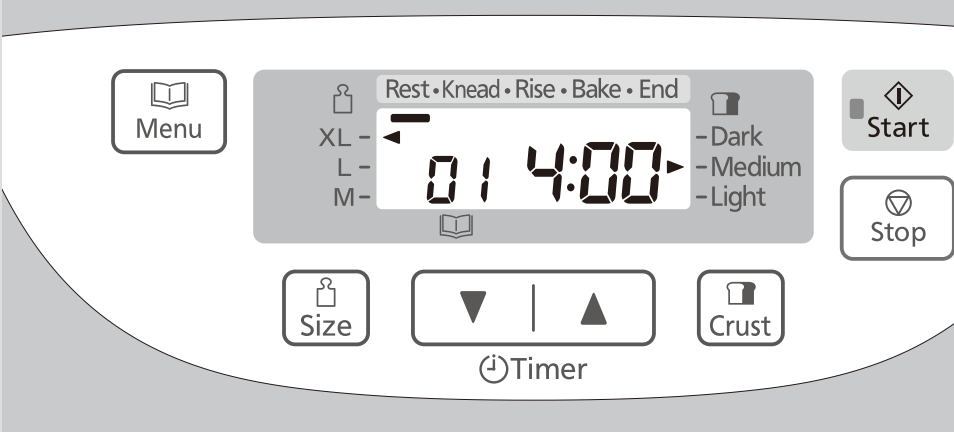 Rest • Knead • Rise • Bake • End
Menu
XL
L
M
01 4:00
Dark
Medium
Light
Start
Stop
Size
Crust
Timer